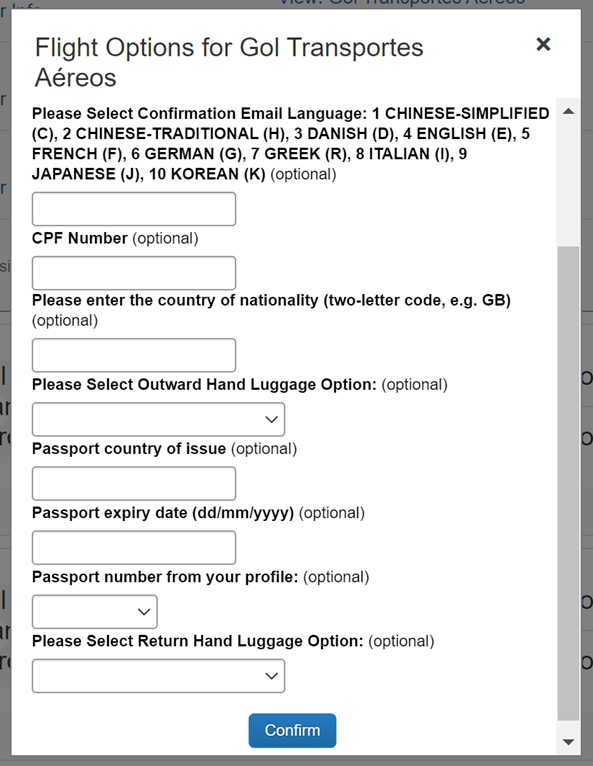 View: Gol Transportes Aéreos
Flight Options for Gol Transportes
Aéreos
Please Select Confirmation Email Language: 1 CHINESE-SIMPLIFIED
(C), 2 CHINESE-TRADITIONAL (H), 3 DANISH (D), 4 ENGLISH (E), 5
FRENCH (F), 6 GERMAN (G), 7 GREEK (R), 8 ITALIAN (I), 9
JAPANESE (J), 10 KOREAN (K) (optional)
CPF Number (optional)
Please enter the country of nationality (two-letter code, e.g. GB)
(optional)
Please Select Outward Hand Luggage Option: (optional)
Passport country of issue (optional)
Passport expiry date (dd/mm/yyyy) (optional)
Passport number from your profile: (optional)
Please Select Return Hand Luggage Option: (optional)
Confirm